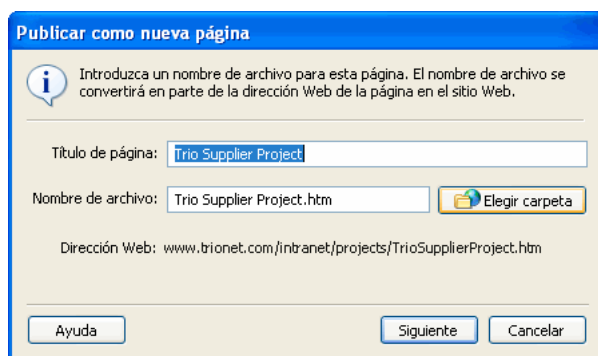 Publicar como nueva página
Introduzca un nombre de archivo para esta página. El nombre de archivo se
convertirá en parte de la dirección Web de la página en el sitio Web.
Título de página: Trio Supplier Project
Nombre de archivo: Trio Supplier Project.htm Elegir carpeta
Dirección Web: www.trionet.com/intranet/projects/TrioSupplierProject.htm
Ayuda Siguiente Cancelar